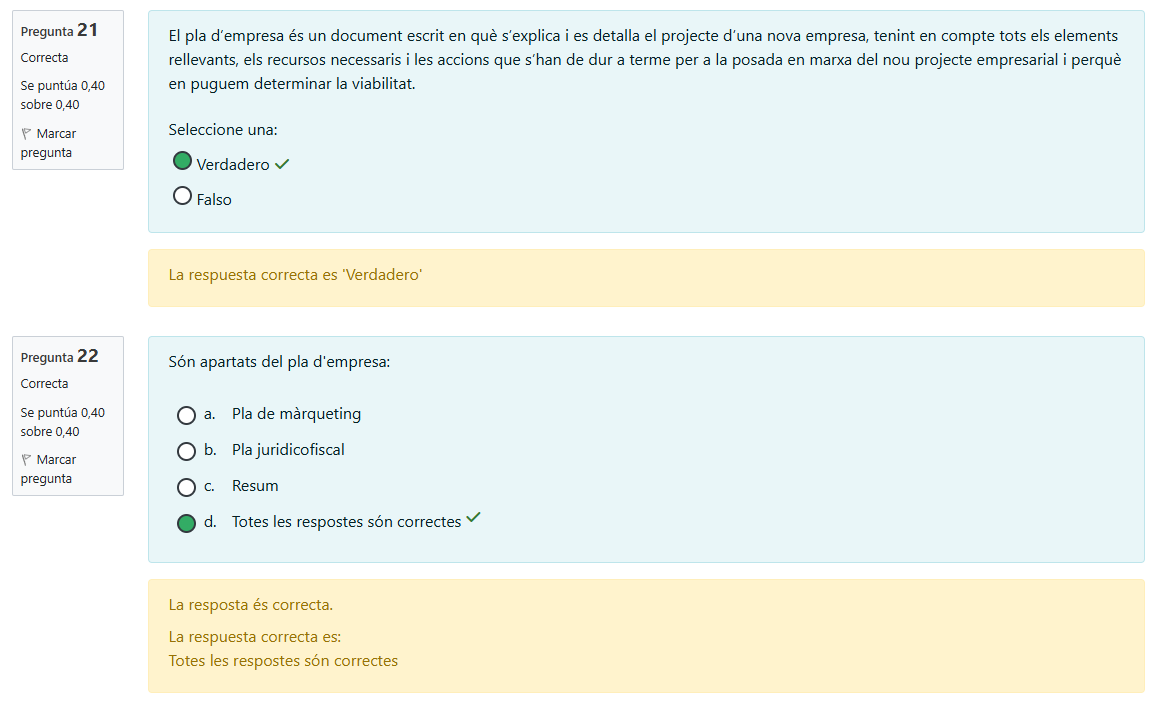 Pregunta 21
Correcta
Se puntúa 0,40
sobre 0,40
Marcar
pregunta
El pla d’empresa és un document escrit en què s’explica i es detalla el projecte d’una nova empresa, tenint en compte tots els elements
rellevants, els recursos necessaris i les accions que s’han de dur a terme per a la posada en marxa del nou projecte empresarial i perquè
en puguem determinar la viabilitat.
Seleccione una:
Verdadero
Falso
La respuesta correcta es 'Verdadero'
Pregunta 22
Correcta
Se puntúa 0,40
sobre 0,40
Marcar
pregunta
Són apartats del pla d'empresa:
a. Pla de màrqueting
b. Pla juridicofiscal
c. Resum
d. Totes les respostes són correctes
La resposta és correcta.
La respuesta correcta es:
Totes les respostes són correctes